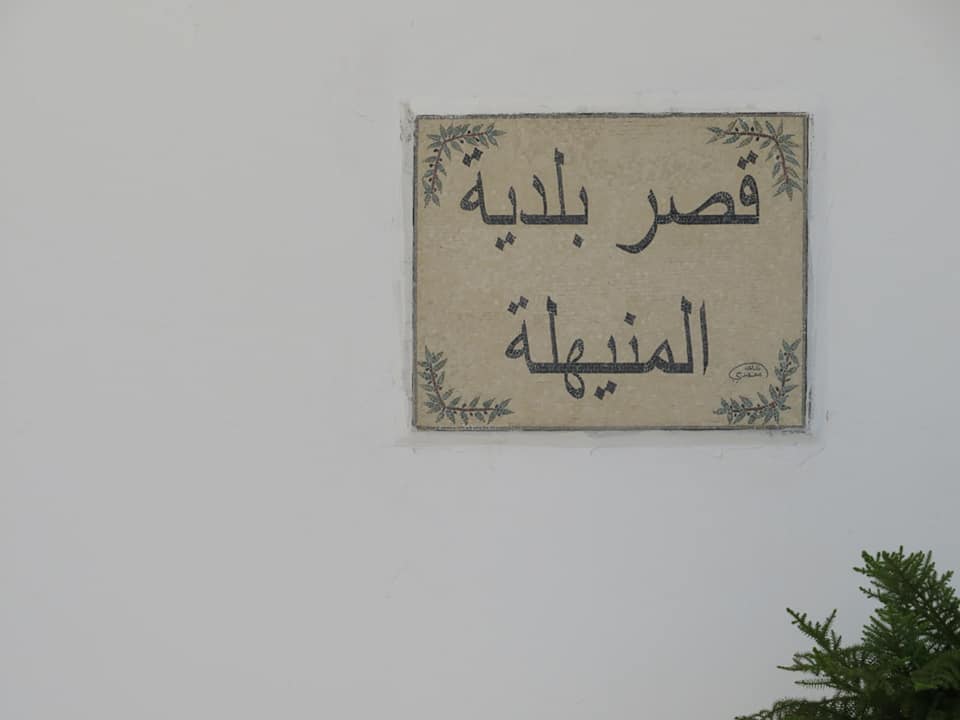 قصر بلدية
المنيهلة